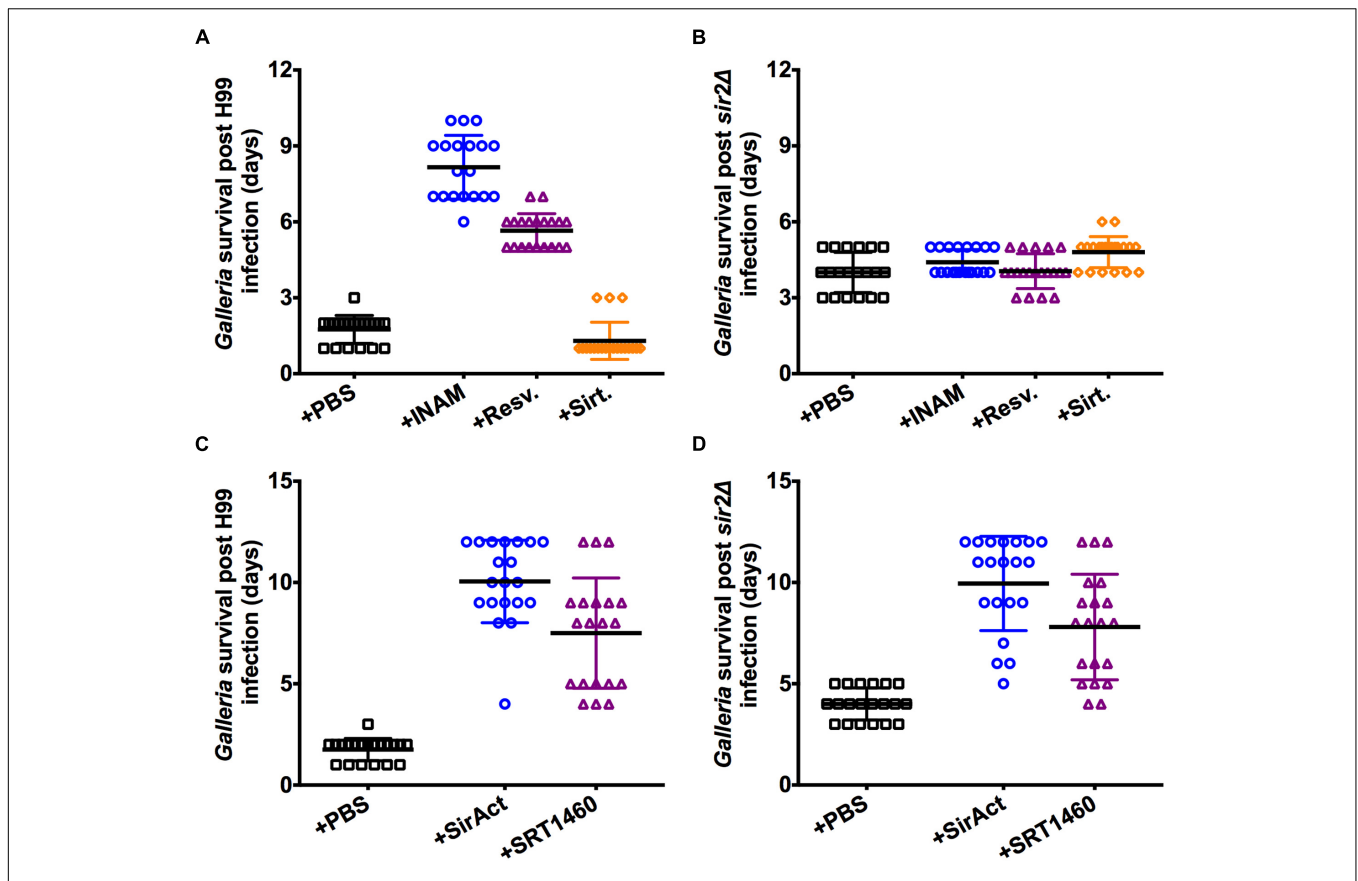 A
Galleria survival post H99
infection (days)
12
9
6
3
0
+PBS
+INAM
+Resv.
+Sirt.
B
Galleria survival post sir2Δ
infection (days)
12
9
6
3
0
+PBS
+INAM
+Resv.
+Sirt.
C
Galleria survival post H99
infection (days)
15
10
5
0
+PBS
+SirAct
+SRT1460
D
Galleria survival post sir2Δ
infection (days)
15
10
5
0
+PBS
+SirAct
+SRT1460